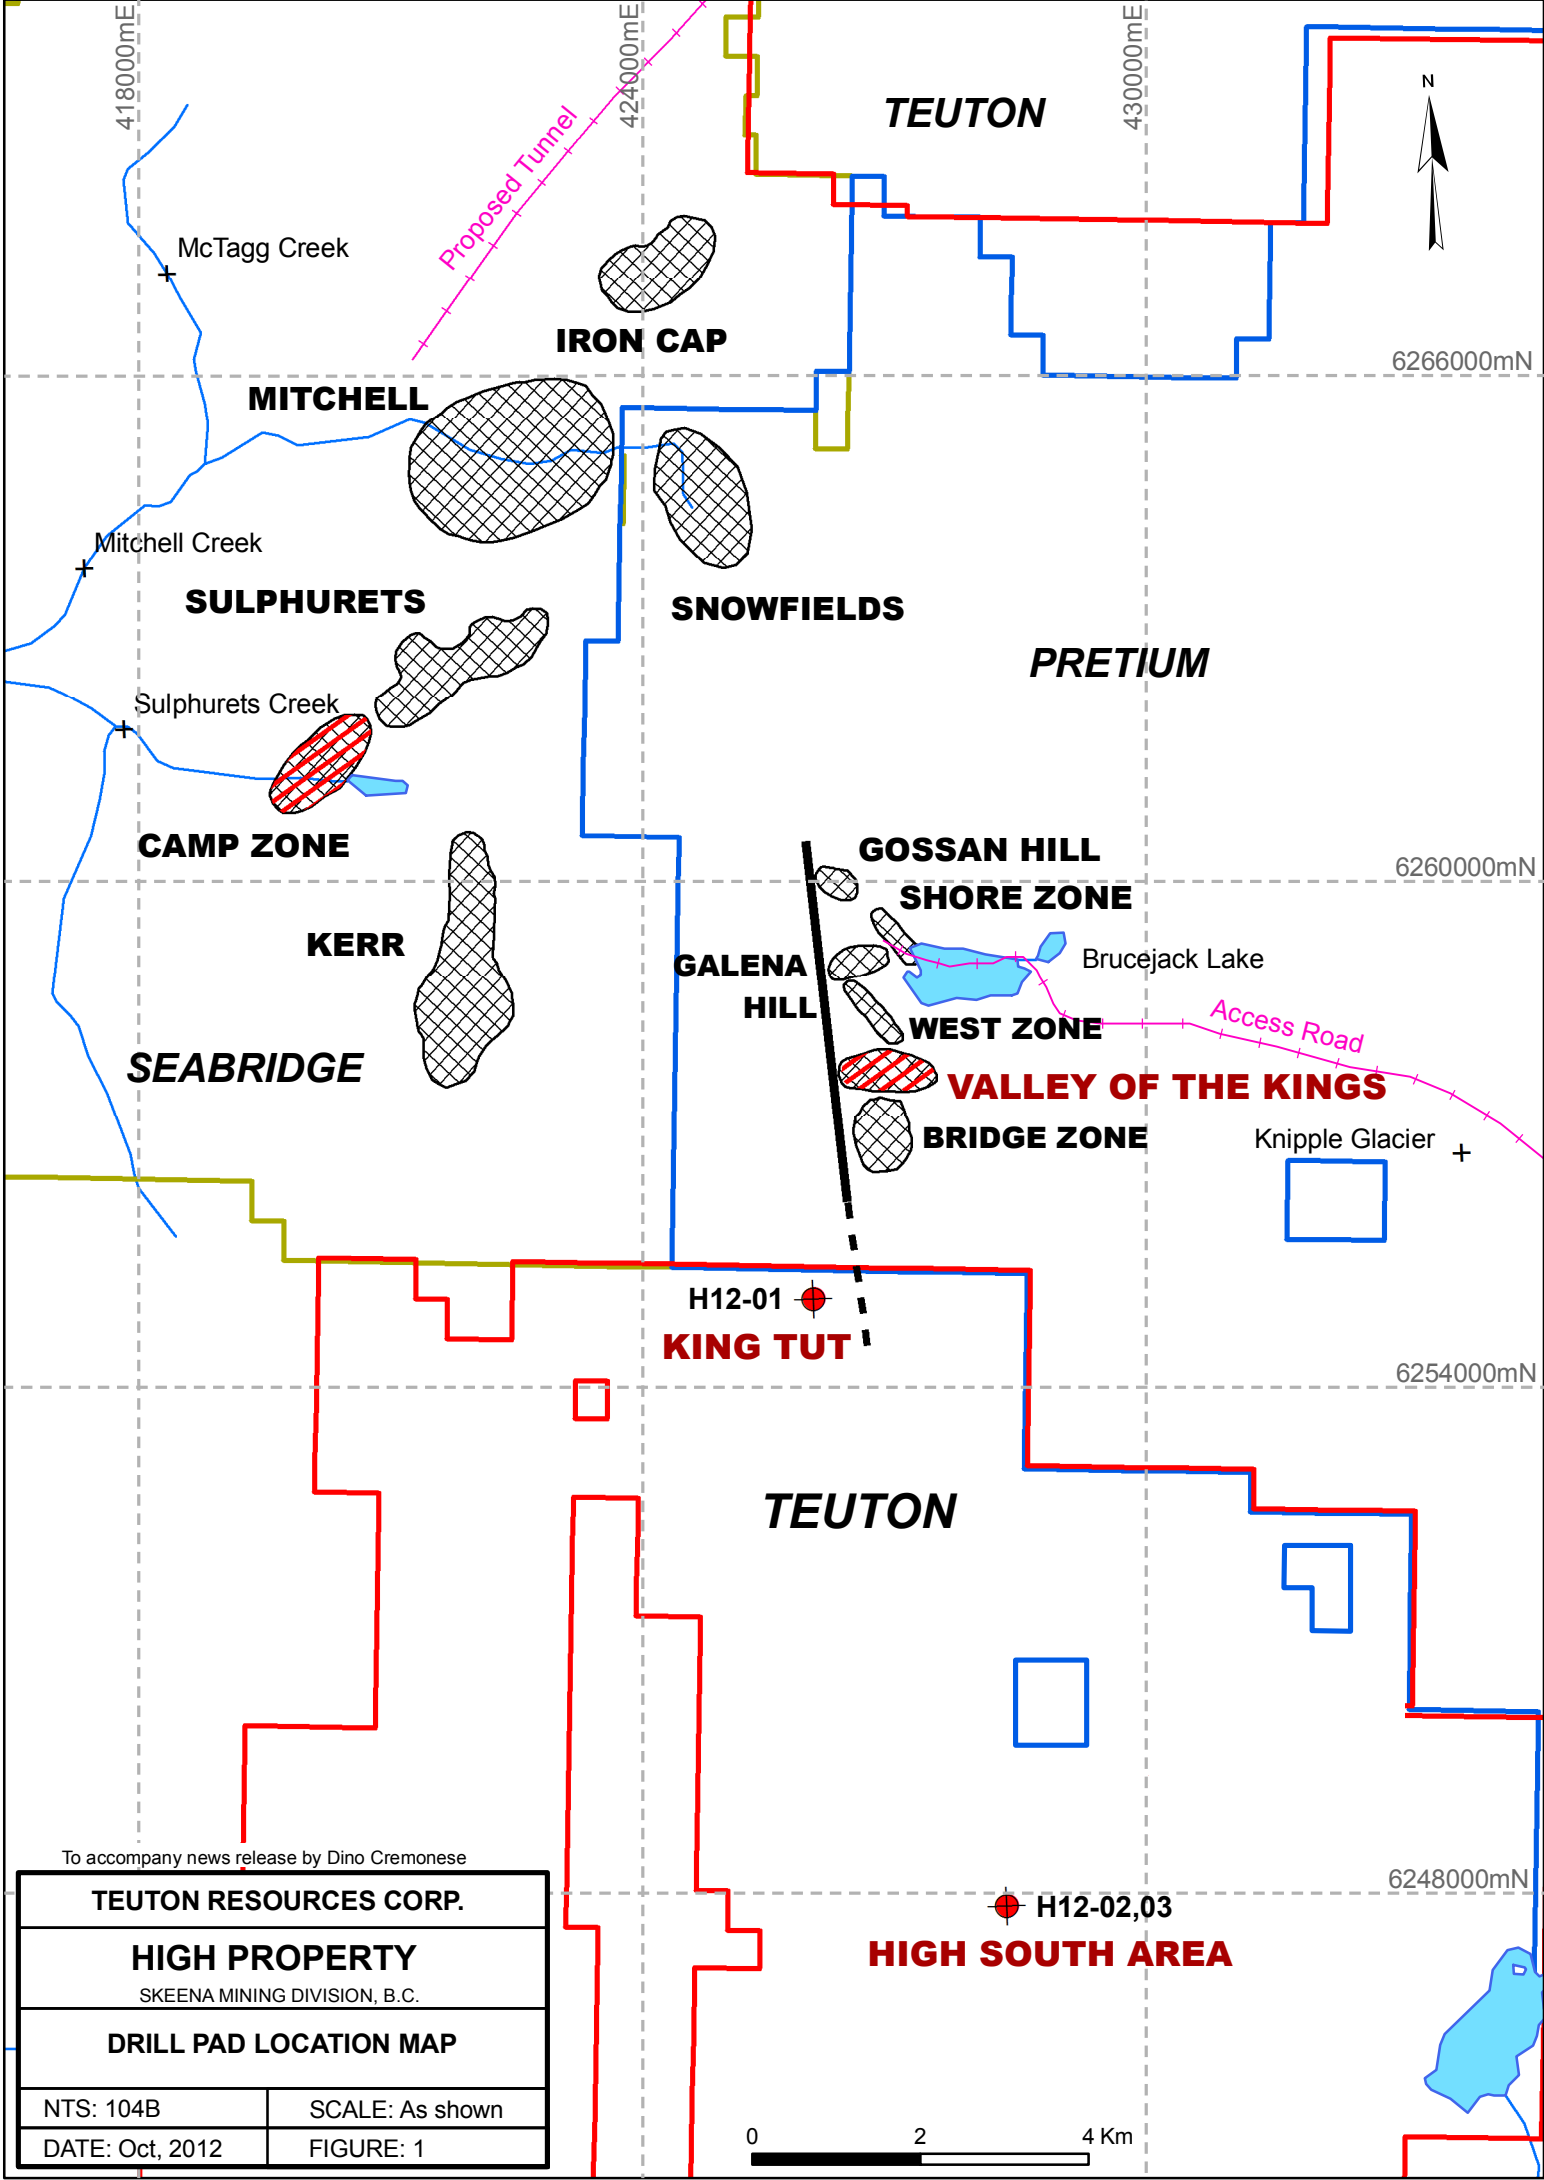 418000mE
424000mE
430000mE
TEUTON
N
Proposed Tunnel
McTagg Creek
IRON CAP
6266000mN
MITCHELL
Mitchell Creek
SULPHURETS
SNOWFIELDS
PRETIUM
Sulphurets Creek
CAMP ZONE
GOSSAN HILL
6260000mN
SHORE ZONE
KERR
GALENA
HILL
Brucejack Lake
WEST ZONE
Access Road
SEABRIDGE
VALLEY OF THE KINGS
BRIDGE ZONE
Knipple Glacier
H12-01
KING TUT
6254000mN
TEUTON
6248000mN
H12-02,03
HIGH SOUTH AREA
To accompany news release by Dino Cremonese
TEUTON RESOURCES CORP.
HIGH PROPERTY
SKEENA MINING DIVISION, B.C.
DRILL PAD LOCATION MAP
NTS: 104B
SCALE: As shown
DATE: Oct, 2012
FIGURE: 1
0 2 4 Km